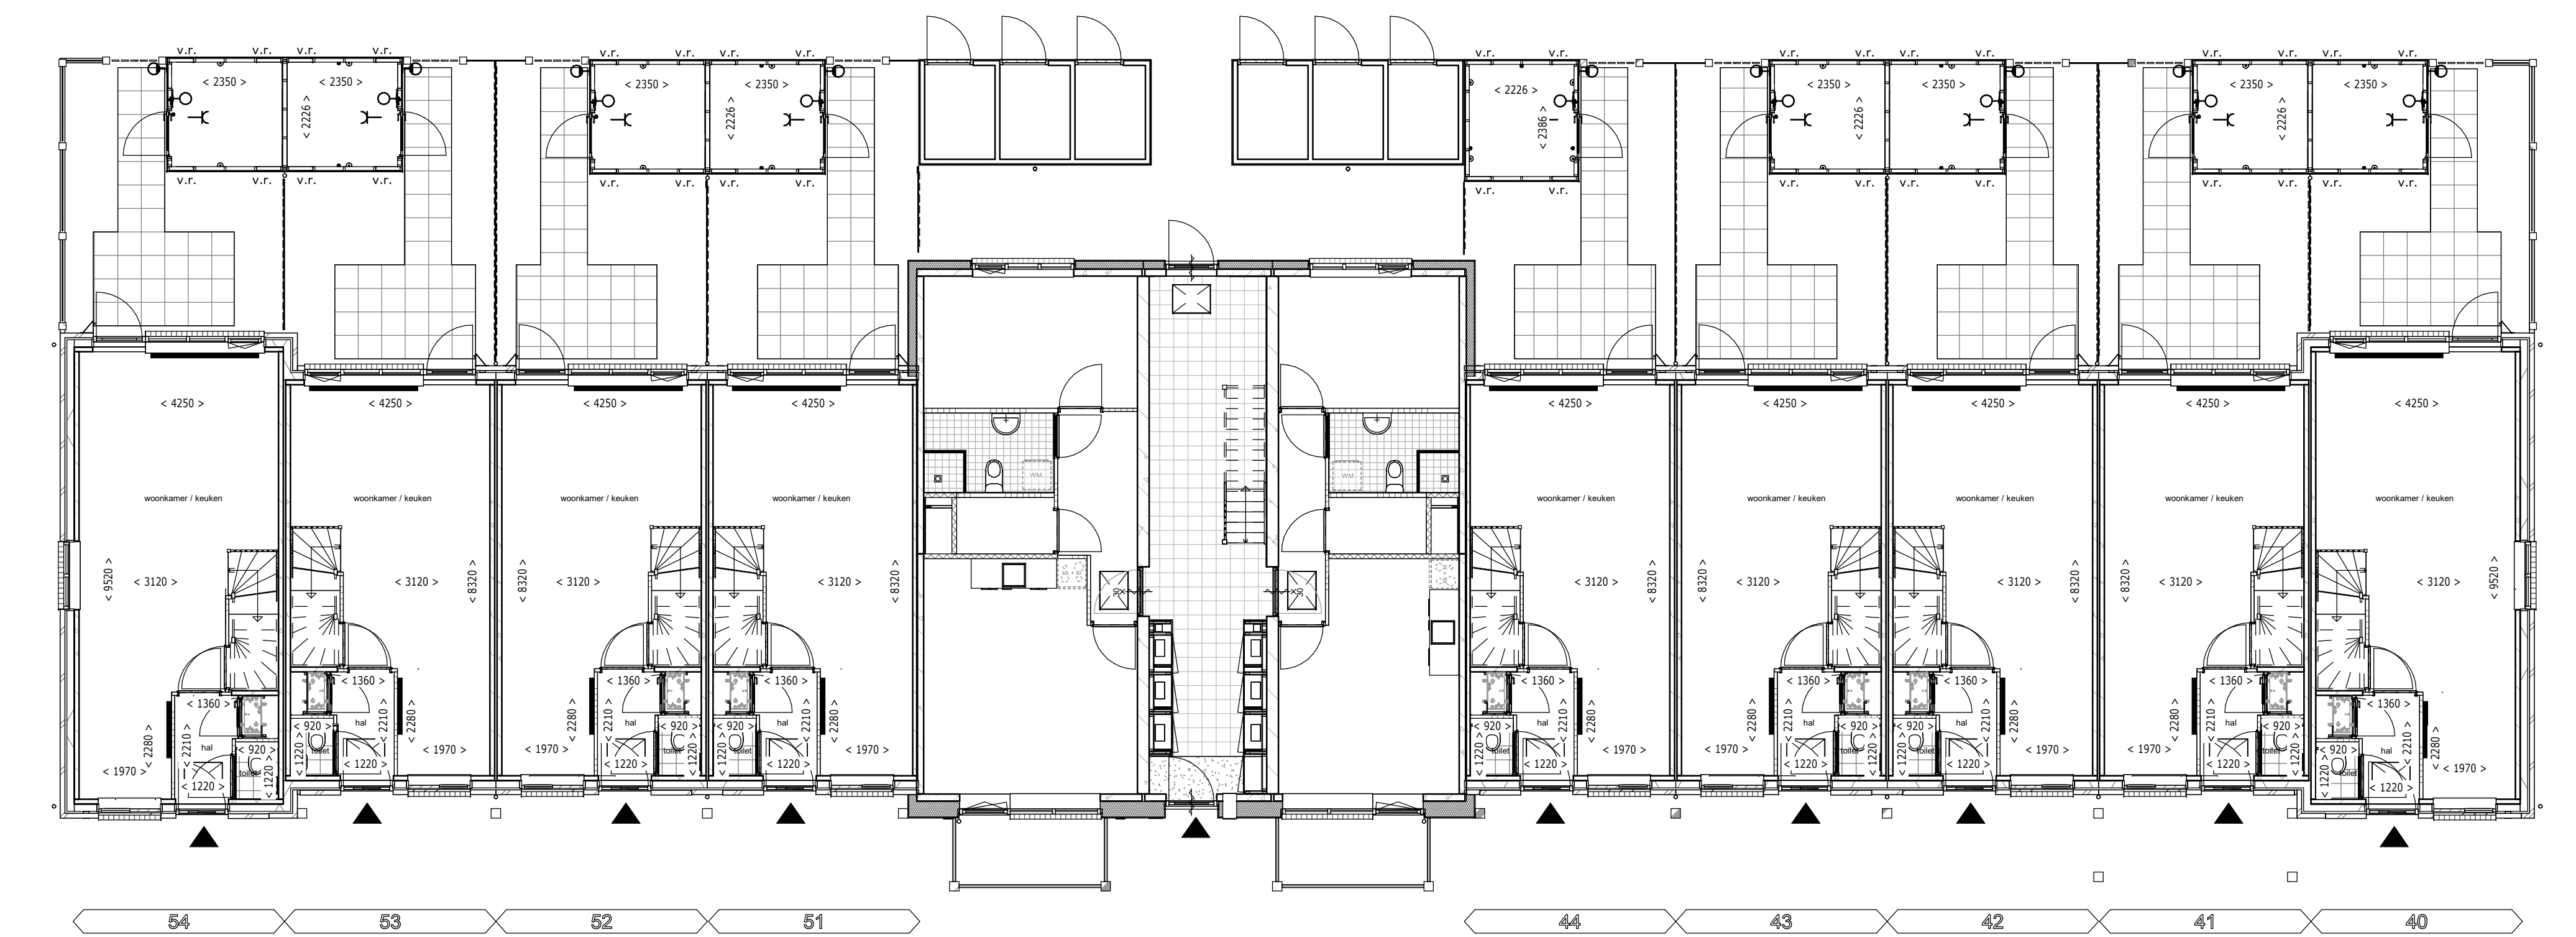 v.r. v.r. v.r. v.r. v.r. v.r. v.r. v.r. v.r. v.r. v.r. v.r. v.r. v.r. v.r. v.r. v.r. v.r.
< 2350 > < 2350 > < 2350 > < 2350 > < 2226 > < 2350 > < 2350 > < 2350 > < 2350 >
< 2226 > < 2226 > < 2386 > < 2226 > < 2226 >
v.r. v.r. v.r. v.r. v.r. v.r. v.r. v.r. v.r. v.r. v.r. v.r. v.r. v.r. v.r. v.r. v.r. v.r.
< 4250 > < 4250 > < 4250 > < 4250 > < 4250 > < 4250 > < 4250 > < 4250 > < 4250 >
WM WM
woonkamer / keuken woonkamer / keuken woonkamer / keuken woonkamer / keuken woonkamer / keuken woonkamer / keuken woonkamer / keuken woonkamer / keuken woonkamer / keuken
< 9520 > < 3120 > < 3120 > < 8320 > < 8320 > < 3120 > < 3120 > < 8320 > < 3120 > < 8320 > < 8320 > < 3120 > < 3120 > < 8320 > < 8320 > < 3120 > < 3120 > < 9520 >
30 30
< 1360 > < 1360 > < 1360 > < 1360 > < 1360 > < 1360 > < 1360 > < 1360 > < 1360 >
hal hal hal hal hal hal hal hal hal
< 2280 > < 2210 > < 2210 > < 2280 > < 2280 > < 2210 > < 2210 > < 2280 > < 2210 > < 2280 > < 2280 > < 2210 > < 2210 > < 2280 > < 2280 > < 2210 > < 2210 > < 2280 >
< 920 > < 920 > < 920 > < 920 > < 920 > < 920 > < 920 > < 920 > < 920 >
toilet toilet toilet toilet toilet toilet toilet toilet toilet
< 1220 > < 1220 > < 1220 > < 1220 > < 1220 > < 1220 > < 1220 > < 1220 > < 1220 >
< 1970 > < 1970 > < 1970 > < 1970 > < 1970 > < 1970 > < 1970 > < 1970 > < 1970 >
< 1220 > < 1220 > < 1220 > < 1220 > < 1220 > < 1220 > < 1220 > < 1220 > < 1220 >
54 53 52 51 44 43 42 41 40